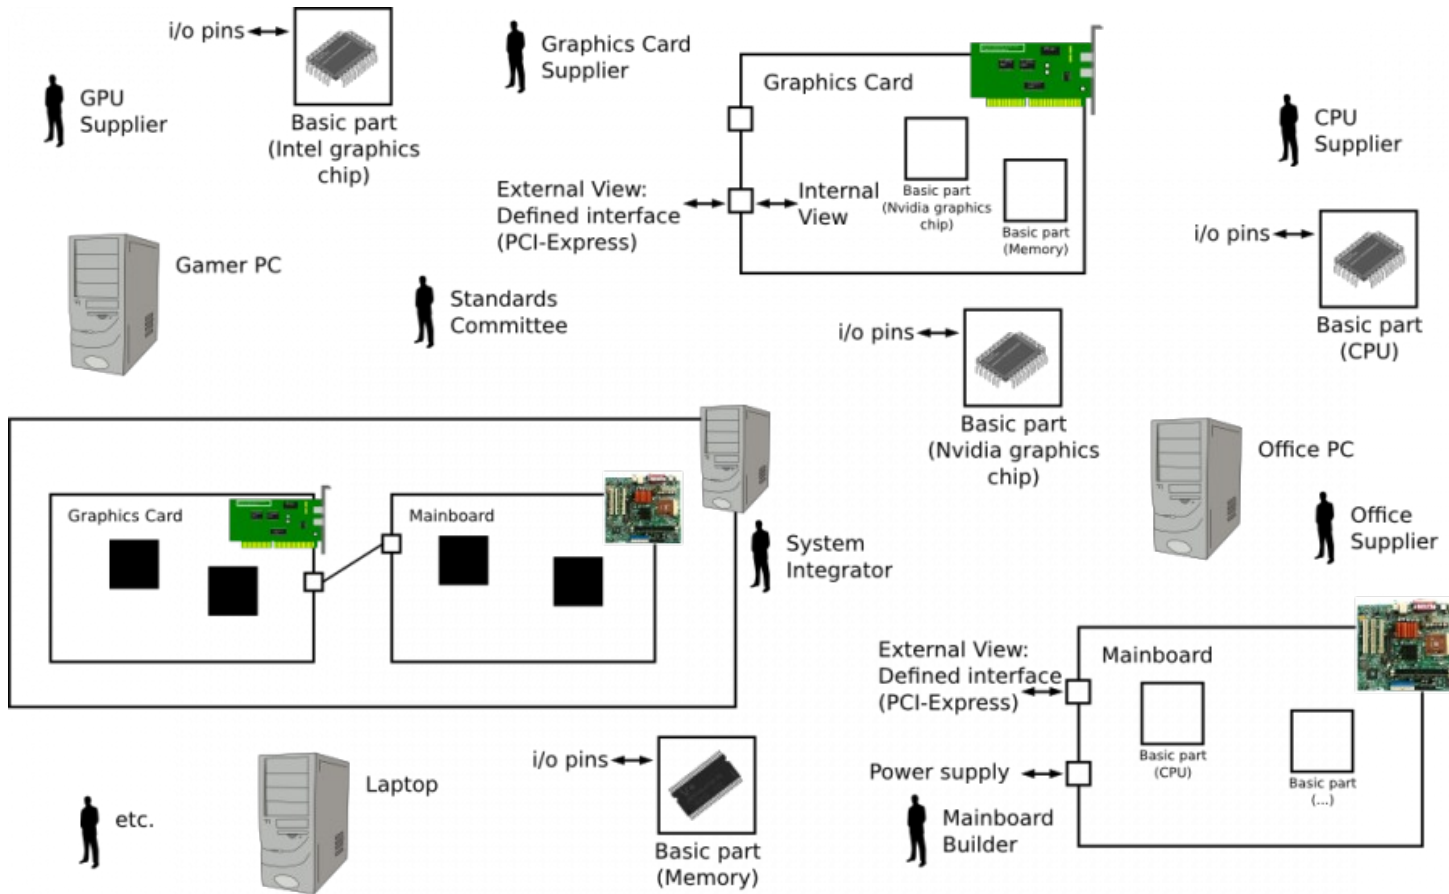 i/o pins
Basic part
(Intel graphics
chip)
GPU
Supplier
Graphics Card
Supplier
Graphics Card
External View:
Defined interface
(PCI-Express)
Internal
View
Basic part
(Nvidia graphics
chip)
Basic part
(Memory)
CPU
Supplier
i/o pins
Basic part
(CPU)
Gamer PC
Standards
Committee
i/o pins
Basic part
(Nvidia graphics
chip)
Office PC
Office
Supplier
Graphics Card
Mainboard
System
Integrator
External View:
Defined interface
(PCI-Express)
Power supply
Mainboard
Basic part
(CPU)
Basic part
(...)
Mainboard
Builder
Laptop
etc.
i/o pins
Basic part
(Memory)